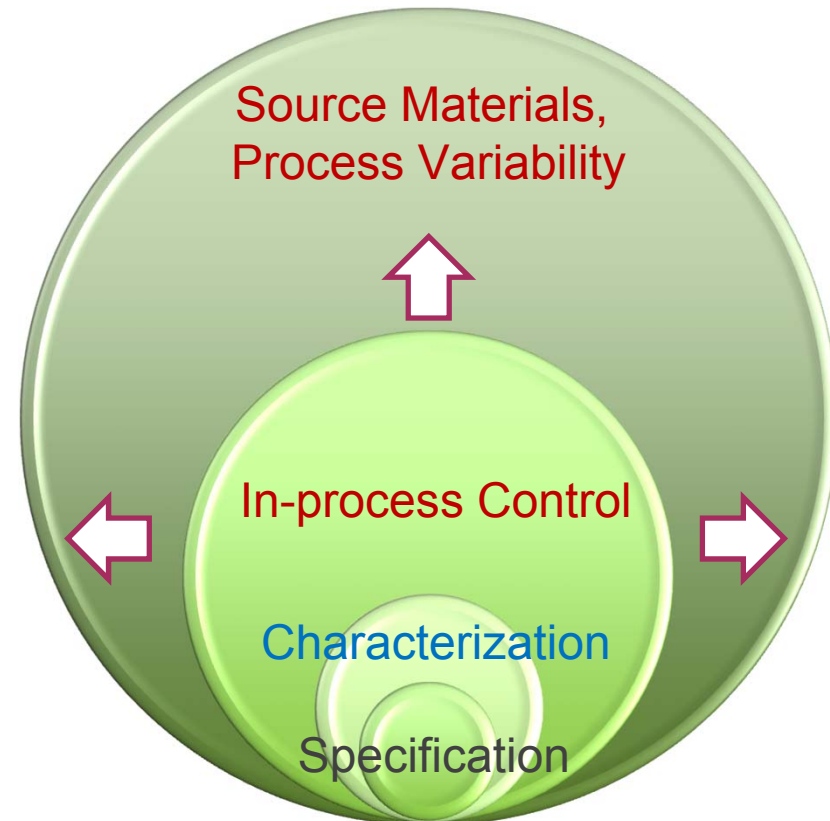 Source Materials,
Process Variability
In-process Control
Characterization
Specification